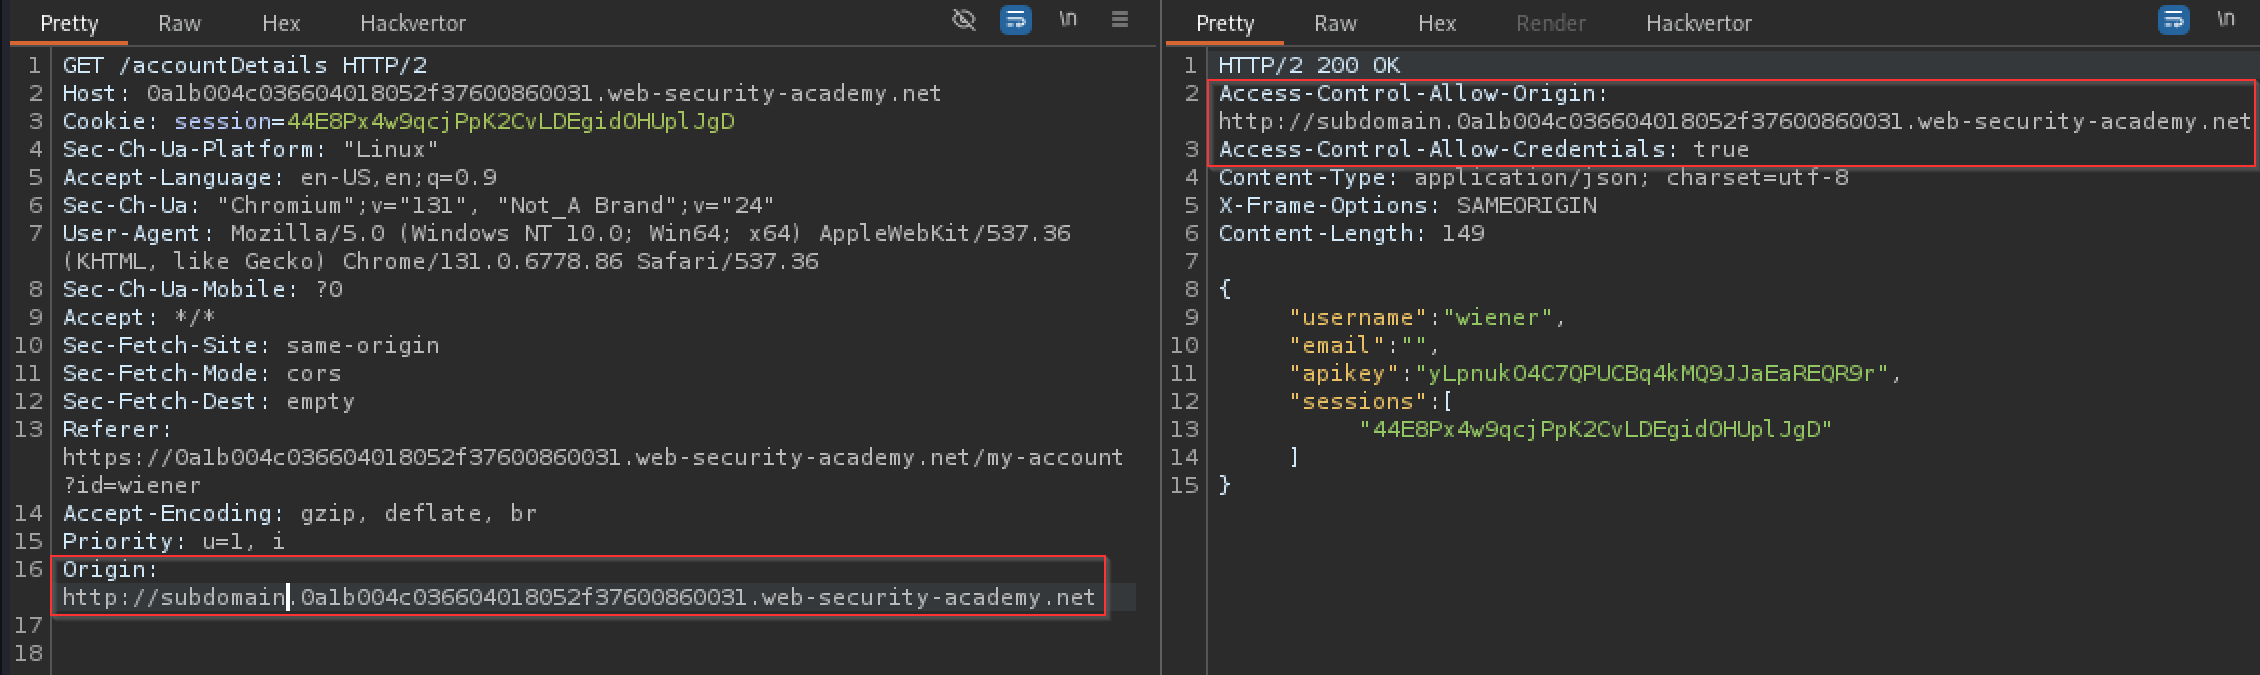 Pretty Raw Hex Hackvertor \n
1 GET /accountDetails HTTP/2
2 Host: 0a1b004c036604018052f37600860031.web-security-academy.net
3 Cookie: session=44E8Px4w9qcjPpK2CvLDEgidOHUplJgD
4 Sec-Ch-Ua-Platform: "Linux"
5 Accept-Language: en-US,en;q=0.9
6 Sec-Ch-Ua: "Chromium";v="131", "Not_A Brand";v="24"
7 User-Agent: Mozilla/5.0 (Windows NT 10.0; Win64; x64) AppleWebKit/537.36
(KHTML, like Gecko) Chrome/131.0.6778.86 Safari/537.36
8 Sec-Ch-Ua-Mobile: ?0
9 Accept: */*
10 Sec-Fetch-Site: same-origin
11 Sec-Fetch-Mode: cors
12 Sec-Fetch-Dest: empty
13 Referer:
https://0a1b004c036604018052f37600860031.web-security-academy.net/my-account
?id=wiener
14 Accept-Encoding: gzip, deflate, br
15 Priority: u=1, i
16 Origin:
http://subdomain.0a1b004c036604018052f37600860031.web-security-academy.net
17
18
Pretty Raw Hex Render Hackvertor \n
1 HTTP/2 200 OK
2 Access-Control-Allow-Origin:
http://subdomain.0a1b004c036604018052f37600860031.web-security-academy.net
3 Access-Control-Allow-Credentials: true
4 Content-Type: application/json; charset=utf-8
5 X-Frame-Options: SAMEORIGIN
6 Content-Length: 149
7
8 {
9 "username":"wiener",
10 "email":"",
11 "apikey":"yLpnukO4C7QPUCBq4kMQ9JJaEaREQR9r",
12 "sessions":[
13 "44E8Px4w9qcjPpK2CvLDEgidOHUplJgD"
14 ]
15 }